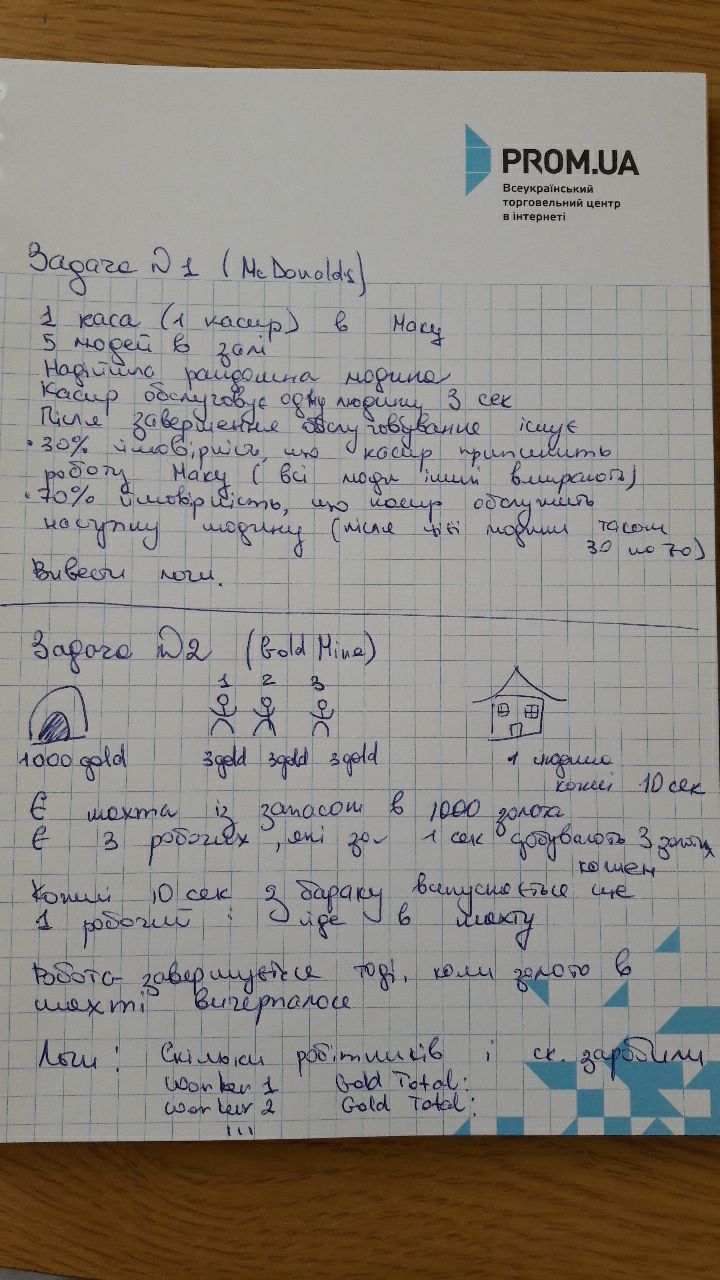 PROM.UA
Всеукраїнський
торговельний центр
в інтернеті
Задача №1 (McDonalds)
1 каса (1 касир) в Маку
5 людей в залі
Надійшла рандомна людина
Касир обслуговує одну людину 3 сек
Після завершення обслуговування існує
• 30% ймовірність, що касир припинить
роботу Маку (всі люди інші вмирають)
• 70% ймовірність, що касир обслужить
наступну людину (після цієї людини також
30 по 70)
Вивести логи.
Задача №2 (Gold Mine)
1 2 3
1000 gold 3gold 3gold 3gold 1 людина
кожні 10 сек
Є шахта із запасом в 1000 золота
Є 3 робочих, які за 1 сек добувають 3 золотих
кожен
Кожні 10 сек з бараку випускається ще
1 робочий і йде в шахту
Робота завершується тоді, коли золото в
шахті вичерпалося
Логи: Скільки робітників і ск. заробили
Worker 1 Gold Total:
Worker 2 Gold Total:
...